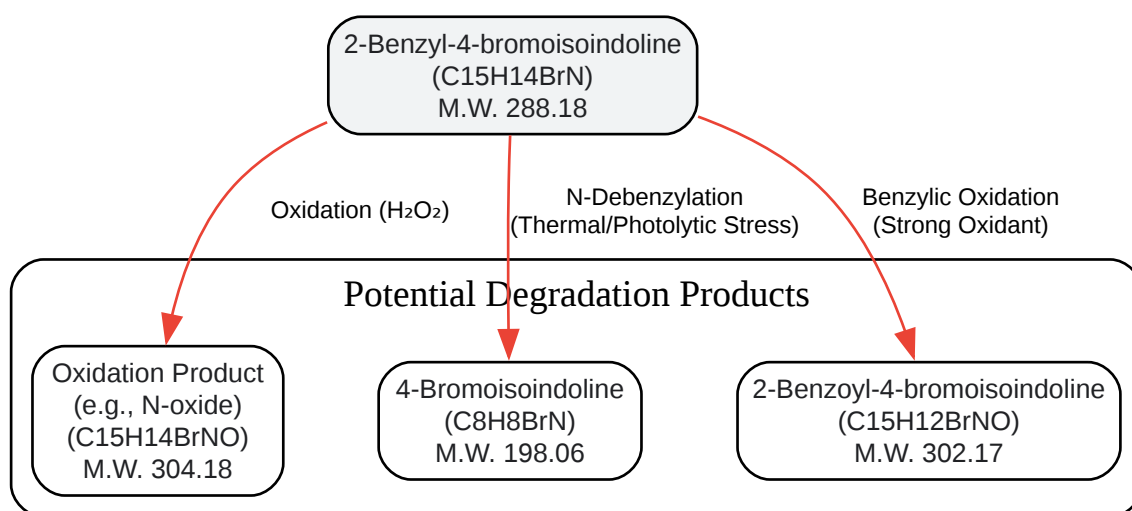 2-Benzyl-4-bromoisoindoline
(C15H14BrN)
M.W. 288.18
Oxidation (H₂O₂)
N-Debenzylation
(Thermal/Photolytic Stress)
Benzylic Oxidation
(Strong Oxidant)
Potential Degradation Products
Oxidation Product
(e.g., N-oxide)
(C15H14BrNO)
M.W. 304.18
4-Bromoisoindoline
(C8H8BrN)
M.W. 198.06
2-Benzoyl-4-bromoisoindoline
(C15H12BrNO)
M.W. 302.17